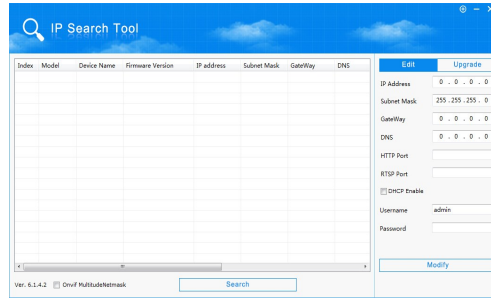 IP Search Tool
Index Model Device Name Firmware Version IP address Subnet Mask GateWay DNS
Edit Upgrade
IP Address 0 . 0 . 0 . 0
Subnet Mask 255 . 255 . 255 . 0
GateWay 0 . 0 . 0 . 0
DNS 0 . 0 . 0 . 0
HTTP Port
RTSP Port
DHCP Enable
Username admin
Password
Modify
Ver. 6.1.4.2 Onvif MultitudeNetmask Search